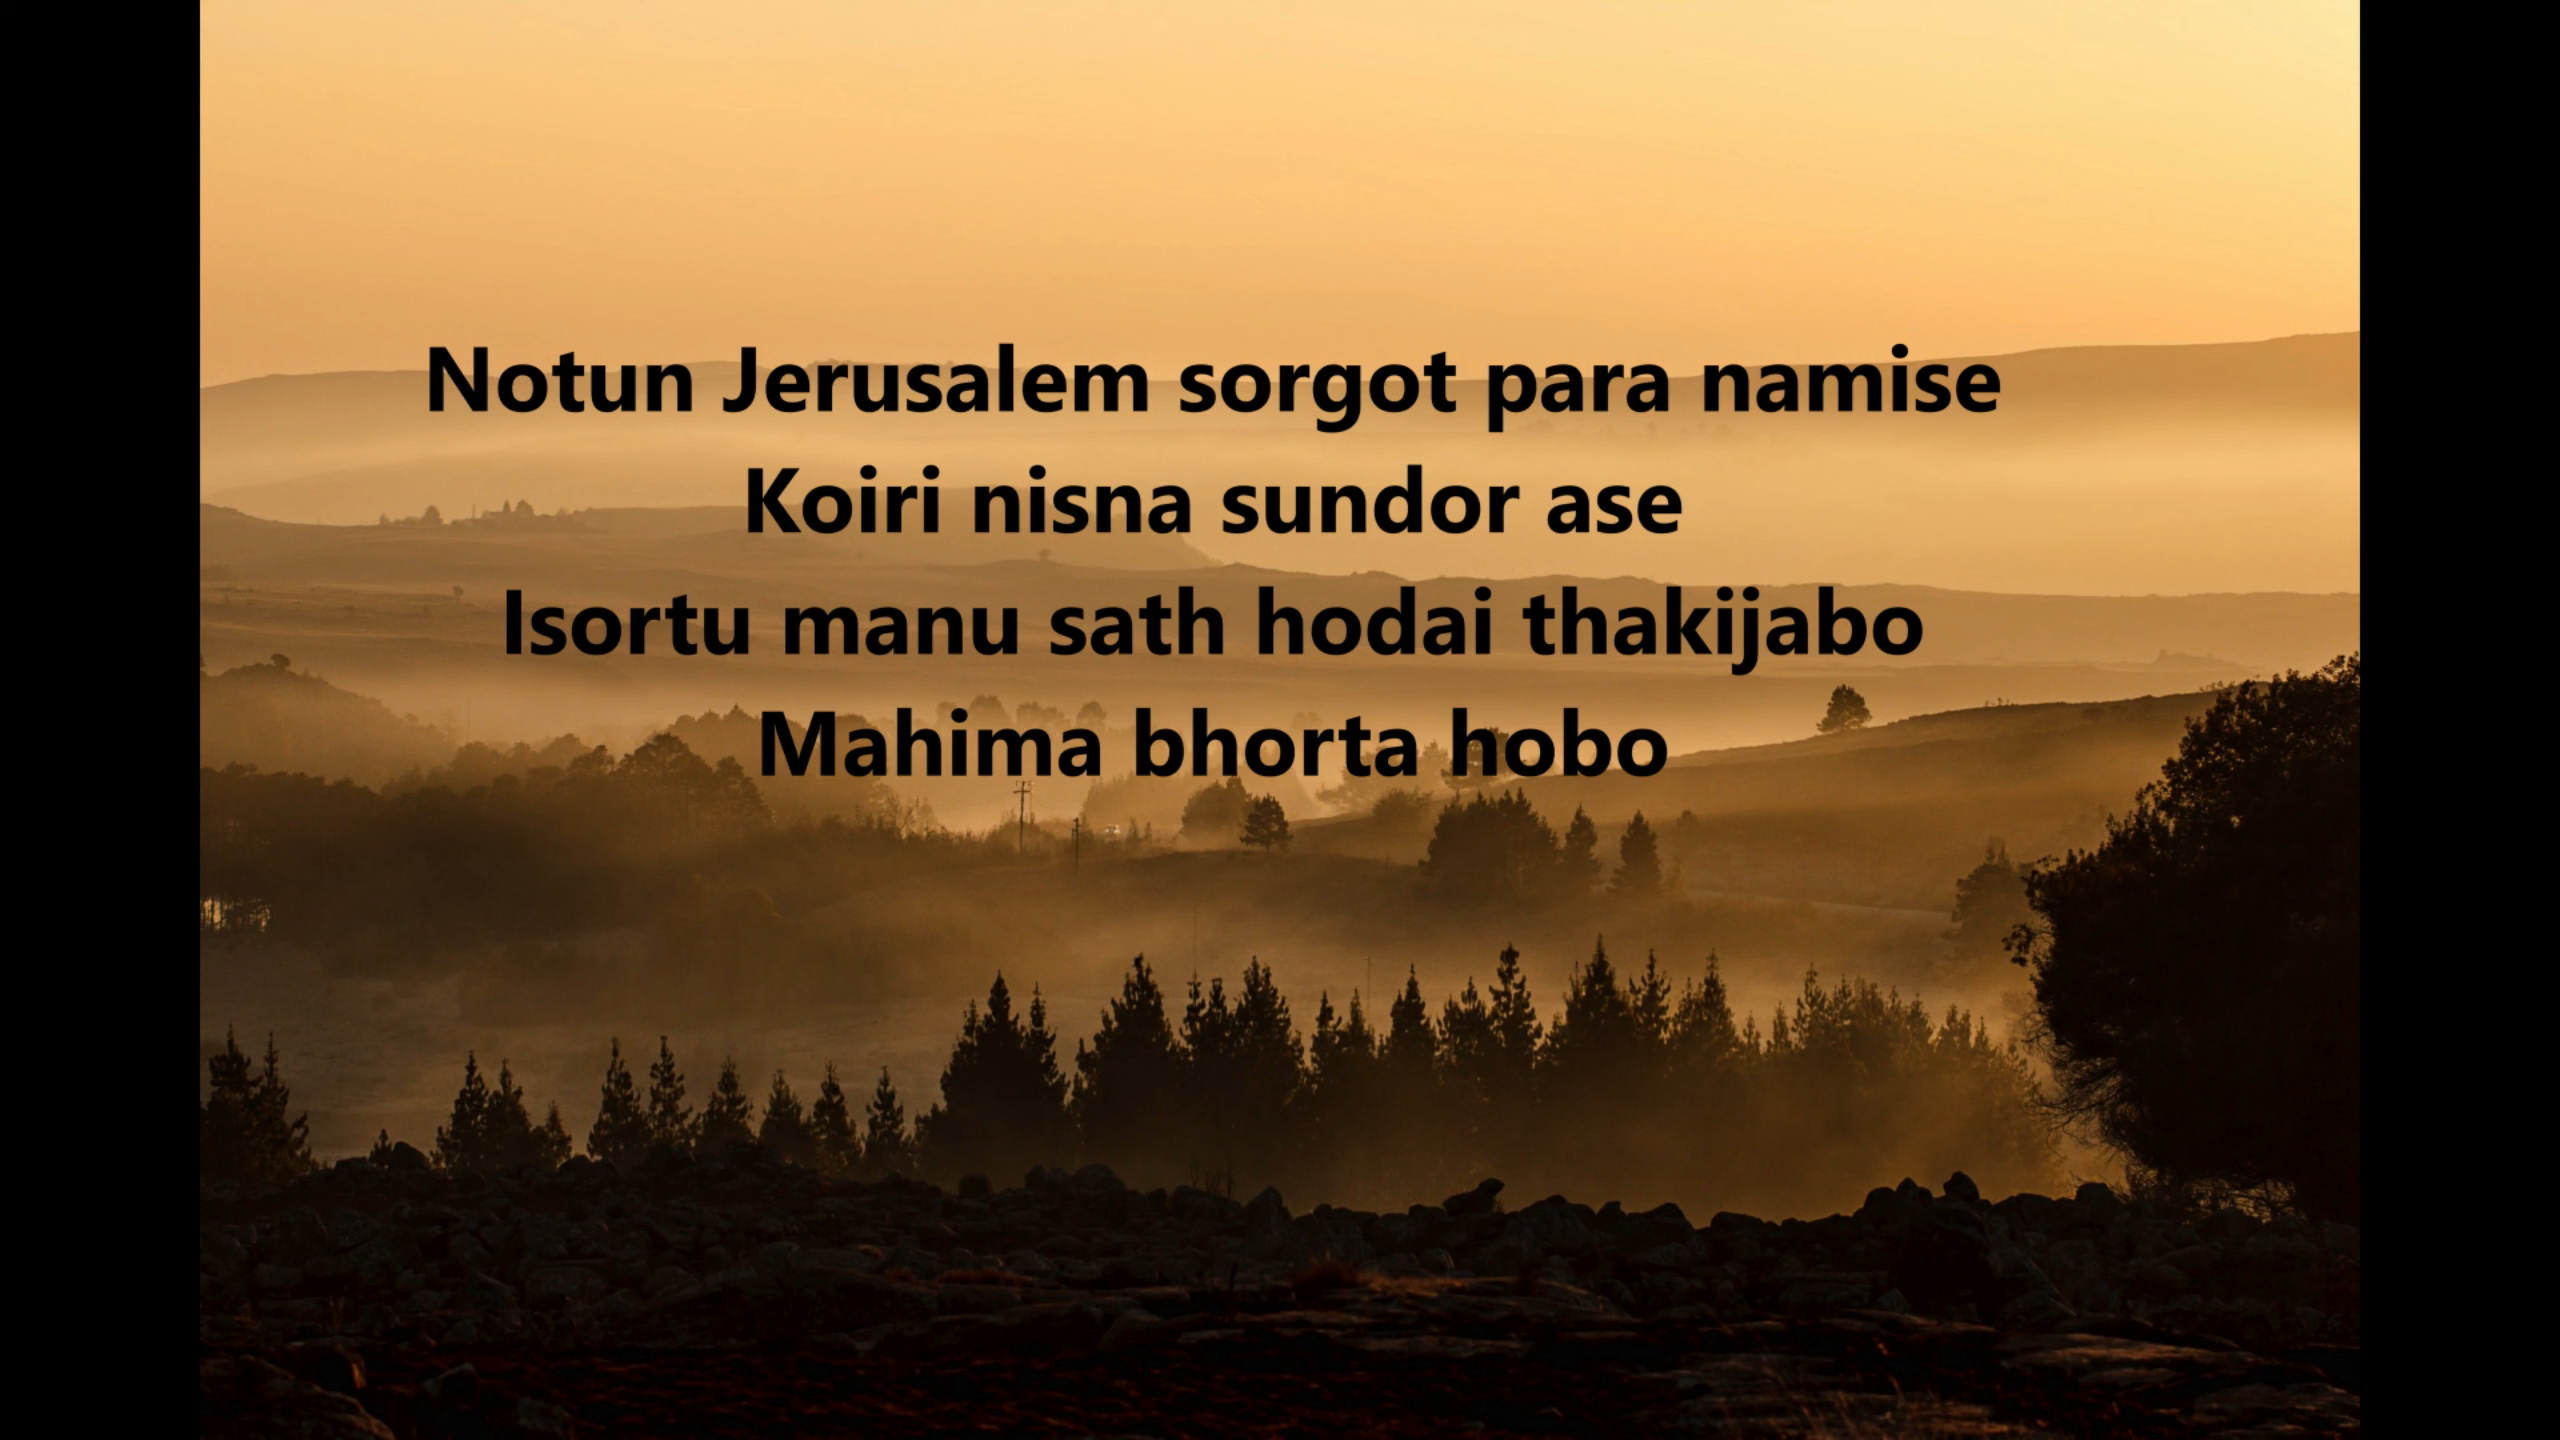 Notun Jerusalem sorgot para namise
Koiri nisna sundor ase
Isortu manu sath hodai thakijabo
Mahima bhorta hobo